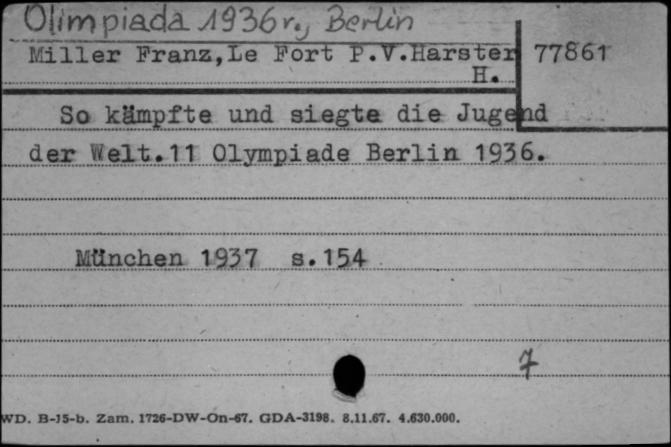 Olimpiada 1936 r., Berlin
Miller Franz, Le Fort P.V. Harster 77861
H.
So kämpfte und siegte die Jugend
der Welt.11 Olympiade Berlin 1936.
München 1937 s.154
7
WD. B-15-b. Zam. 1726-DW-On-67. GDA-3198. 8.11.67. 4.630.000.